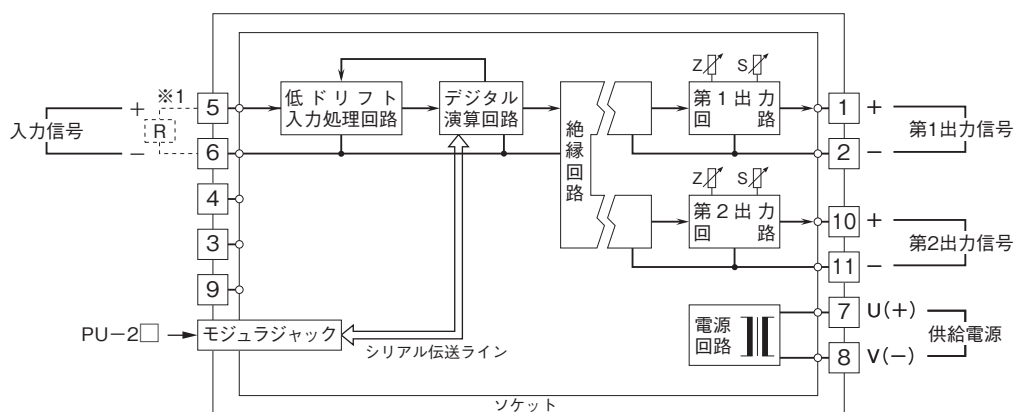 入力信号
+
※1
R
−
5
6
4
3
9
低ドリフト
入力処理回路
デジタル
演算回路
絶縁回路
Z S
第1出力
回路
Z S
第2出力
回路
1 +
2 −
第1出力信号
10 +
11 −
第2出力信号
電源
回路
7 U(+)
8 V(−)
供給電源
PU−2□
モジュラジャック
シリアル伝送ライン
ソケット